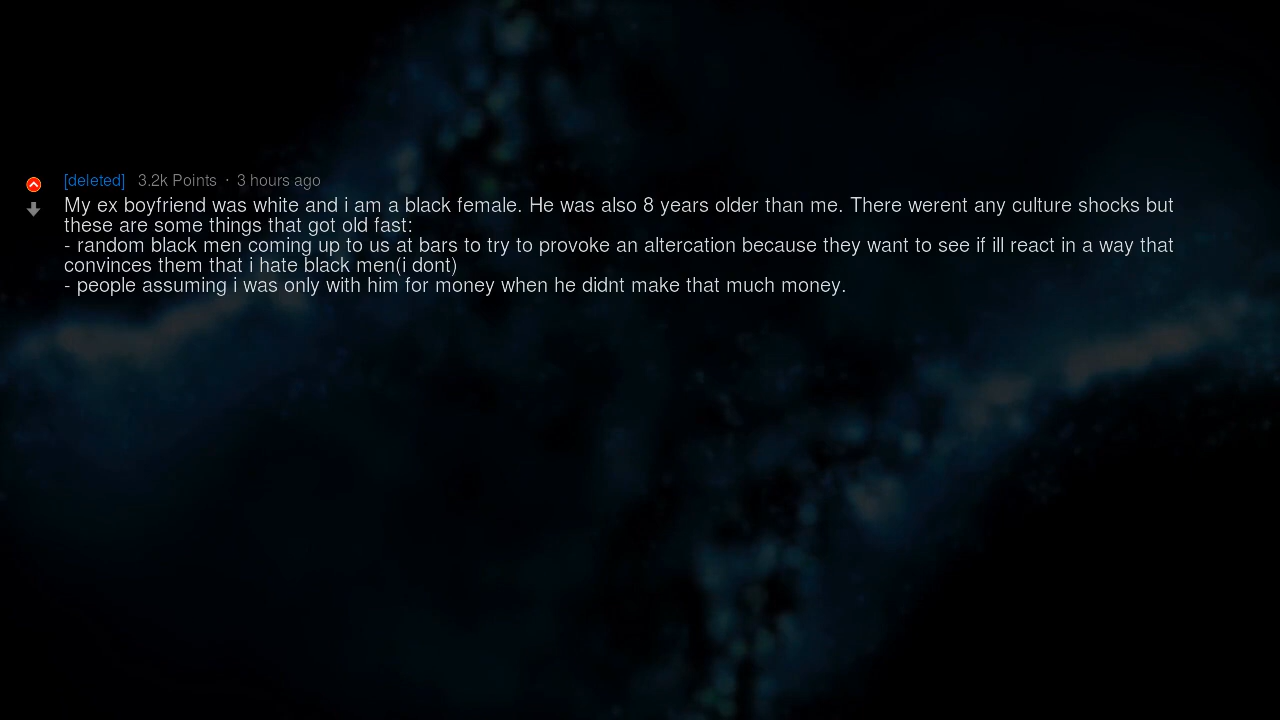 [deleted] 3.2k Points · 3 hours ago
My ex boyfriend was white and i am a black female. He was also 8 years older than me. There werent any culture shocks but
these are some things that got old fast:
- random black men coming up to us at bars to try to provoke an altercation because they want to see if ill react in a way that
convinces them that i hate black men(i dont)
- people assuming i was only with him for money when he didnt make that much money.